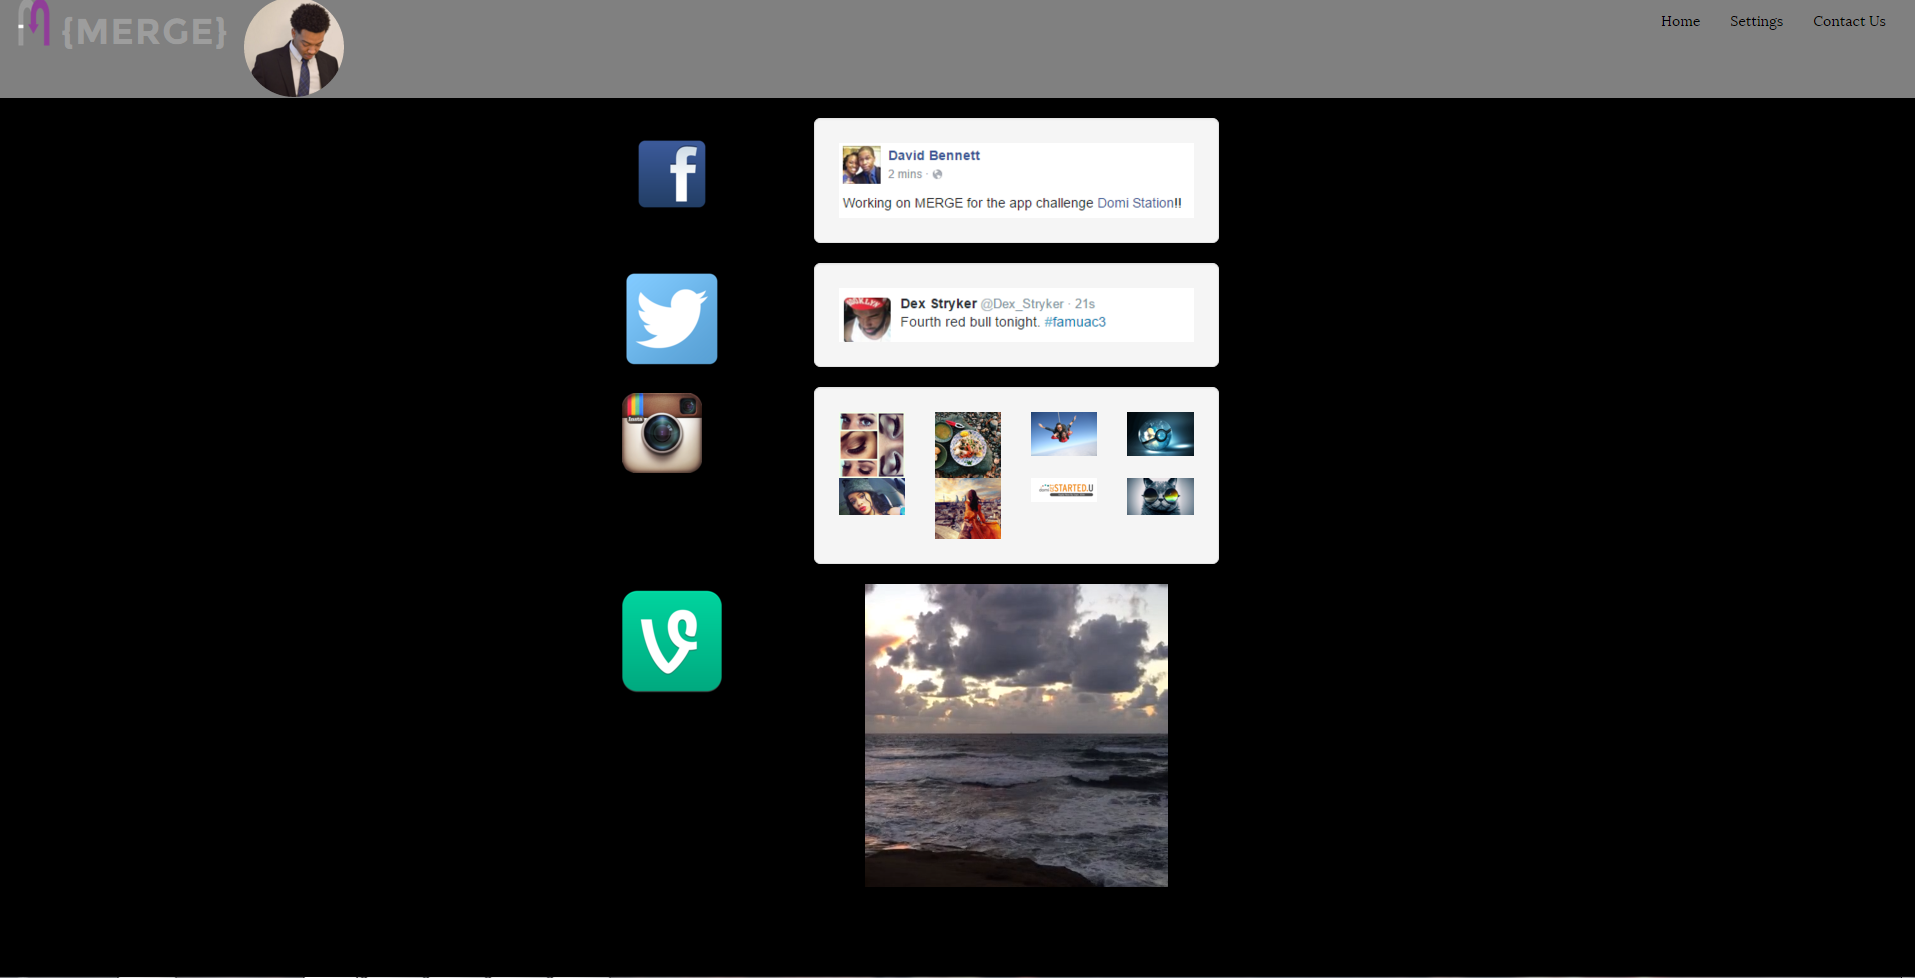 {MERGE}
Home Settings Contact Us
David Bennett
2 mins ·
Working on MERGE for the app challenge Domi Station!!
Dex Stryker @Dex_Stryker · 21s
Fourth red bull tonight. #famuac3
STARTED.U